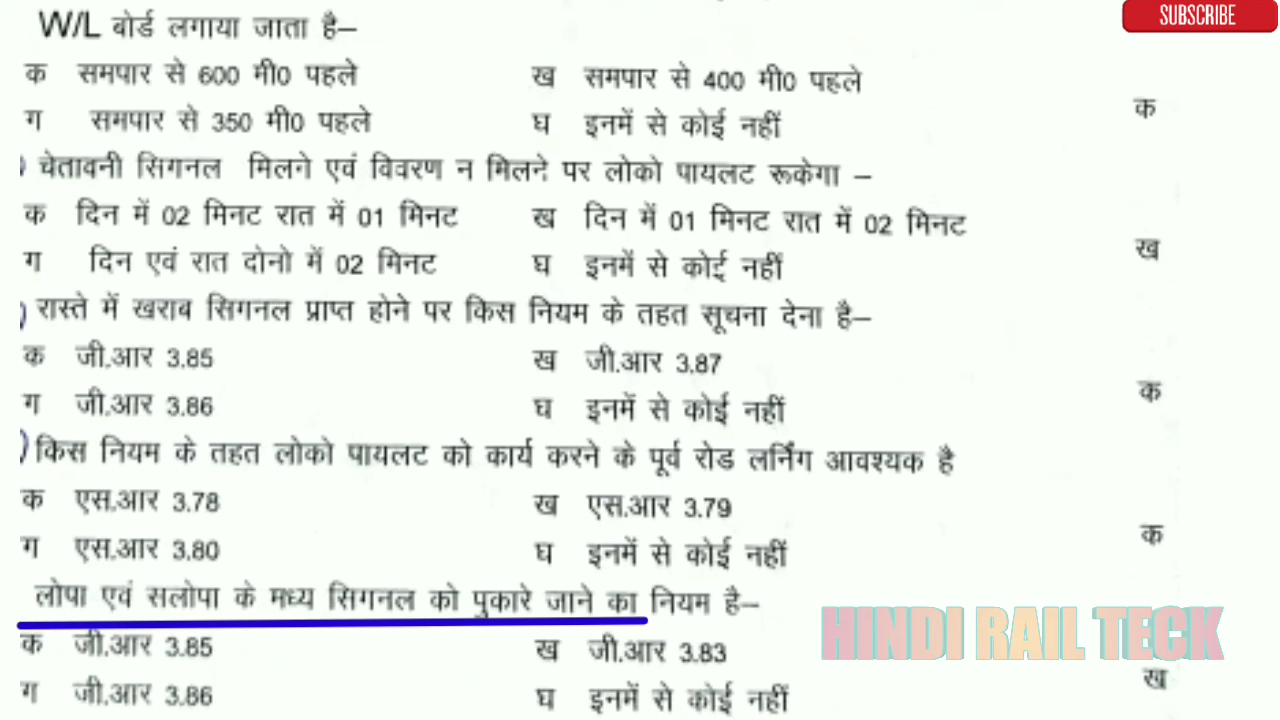 SUBSCRIBE
W/L बोर्ड लगाया जाता है–
क समपार से 600 मी0 पहले ख समपार से 400 मी0 पहले
क
ग समपार से 350 मी0 पहले घ इनमें से कोई नहीं
) चेतावनी सिगनल मिलने एवं विवरण न मिलने पर लोको पायलट रूकेगा –
क दिन में 02 मिनट रात में 01 मिनट ख दिन में 01 मिनट रात में 02 मिनट
ख
ग दिन एवं रात दोनो में 02 मिनट घ इनमें से कोई नहीं
) रास्ते में खराब सिगनल प्राप्त होने पर किस नियम के तहत सूचना देना है–
क जी.आर 3.85 ख जी.आर 3.87
क
ग जी.आर 3.86 घ इनमें से कोई नहीं
) किस नियम के तहत लोको पायलट को कार्य करने के पूर्व रोड लर्निंग आवश्यक है
क एस.आर 3.78 ख एस.आर 3.79
क
ग एस.आर 3.80 घ इनमें से कोई नहीं
लोपा एवं सलोपा के मध्य सिगनल को पुकारे जाने का नियम है–
HINDI RAIL TECK
क जी.आर 3.85 ख जी.आर 3.83
ख
ग जी.आर 3.86 घ इनमें से कोई नहीं